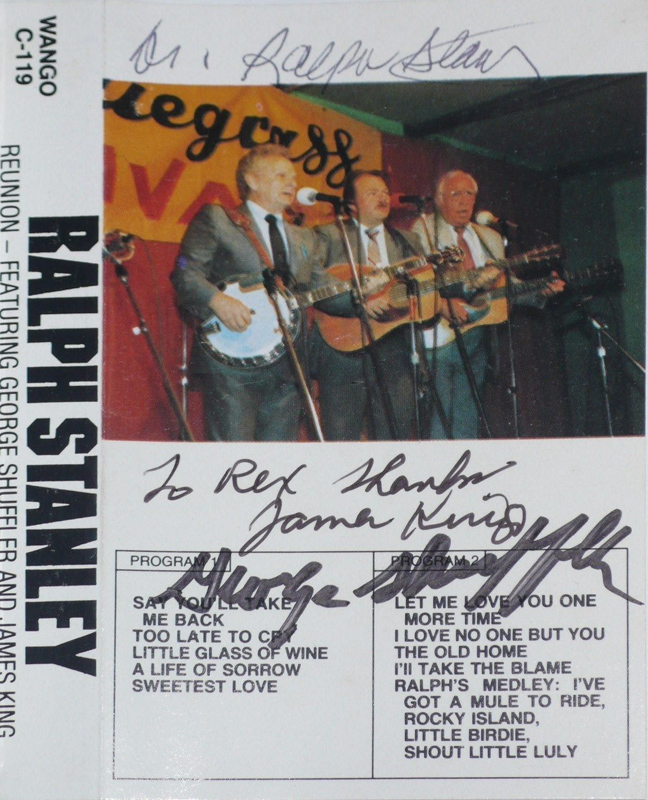 WANGO
C-119
RALPH STANLEY
REUNION – FEATURING GEORGE SHUFFLER AND JAMES KING
Dr. Ralph Stanley
uegrass
IVA
To Rex Thanks
James King
George Shuffler
PROGRAM 1
SAY YOU'LL TAKE
ME BACK
TOO LATE TO CRY
LITTLE GLASS OF WINE
A LIFE OF SORROW
SWEETEST LOVE
PROGRAM 2
LET ME LOVE YOU ONE
MORE TIME
I LOVE NO ONE BUT YOU
THE OLD HOME
I'll TAKE THE BLAME
RALPH'S MEDLEY: I'VE
GOT A MULE TO RIDE,
ROCKY ISLAND,
LITTLE BIRDIE,
SHOUT LITTLE LULY